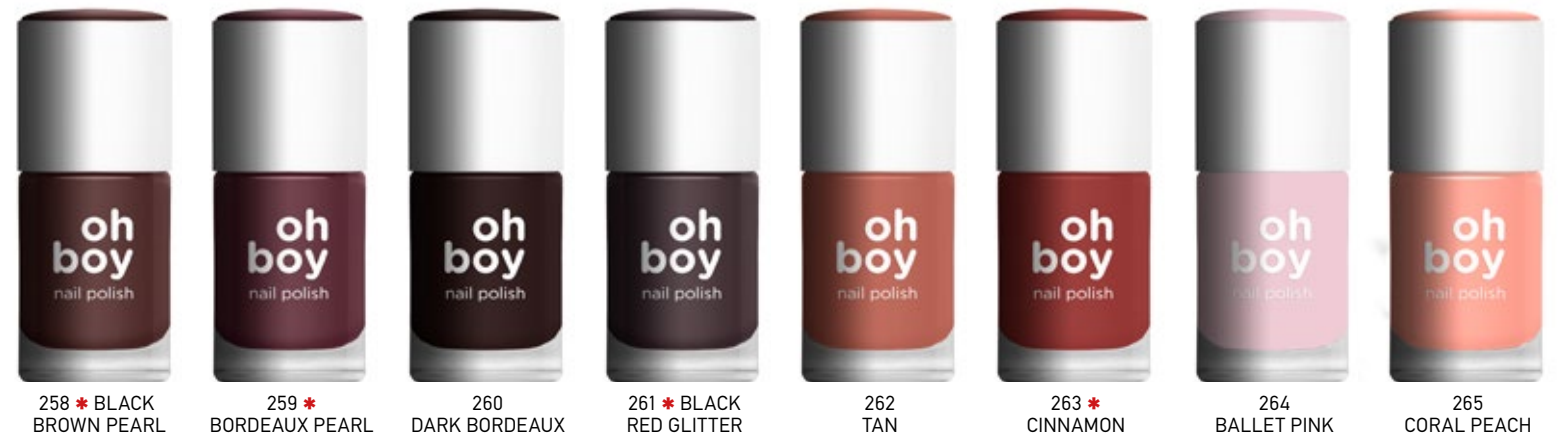 oh
boy
nail polish
258 * BLACK
BROWN PEARL
oh
boy
nail polish
259 *
BORDEAUX PEARL
oh
boy
nail polish
260
DARK BORDEAUX
oh
boy
nail polish
261 * BLACK
RED GLITTER
oh
boy
nail polish
262
TAN
oh
boy
nail polish
263 *
CINNAMON
oh
boy
nail polish
264
BALLET PINK
oh
boy
nail polish
265
CORAL PEACH